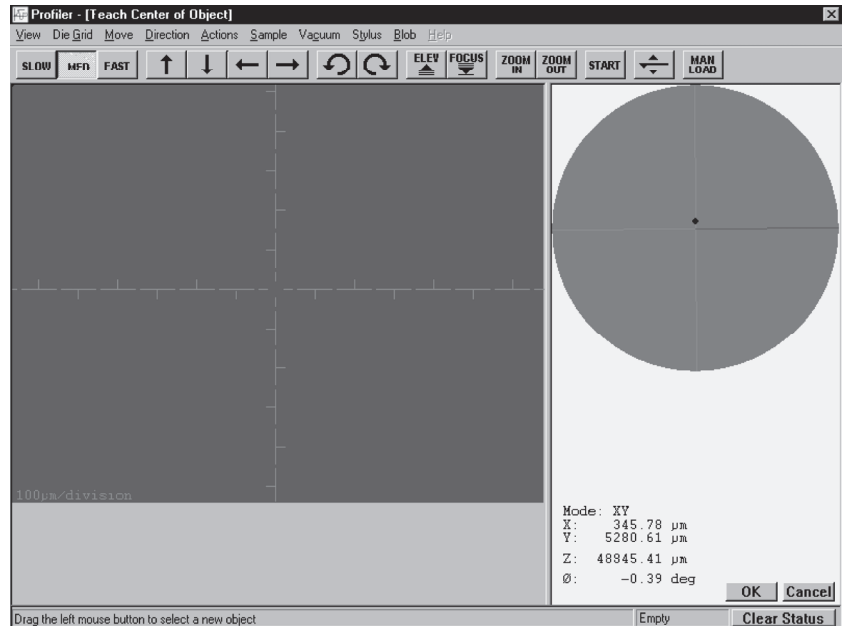 Profiler - [Teach Center of Object]
View Die Grid Move Direction Actions Sample Vacuum Stylus Blob Help
SLOW MED FAST ELEV FOCUS ZOOM IN ZOOM OUT START MAN LOAD
100µm/division
Mode: XY
X: 345.78 µm
Y: 5280.61 µm
Z: 48845.41 µm
Ø: -0.39 deg
OK Cancel
Drag the left mouse button to select a new object Empty Clear Status